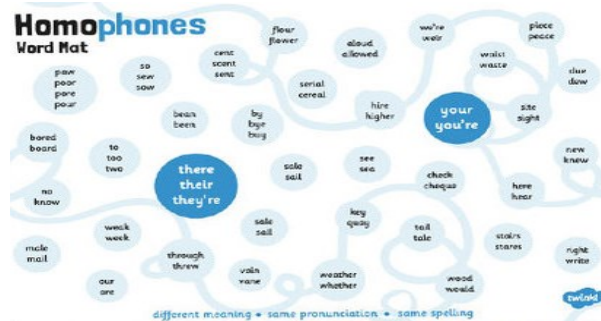 Homophones
Word Mat
flour
flower
we're
weir
piece
peace
aloud
allowed
cent
scent
sent
so
sew
sow
waist
waste
paw
poor
pore
pour
due
dew
serial
cereal
hire
higher
your
you're
site
sight
bean
been
by
bye
buy
bored
board
to
too
two
there
their
they're
sale
sail
see
sea
new
knew
check
cheque
here
hear
no
know
key
quay
sale
sail
tail
tale
weak
week
stairs
stares
male
mail
through
threw
right
write
vain
vane
weather
whether
wood
would
our
are
twinkl
different meaning • same pronunciation • same spelling